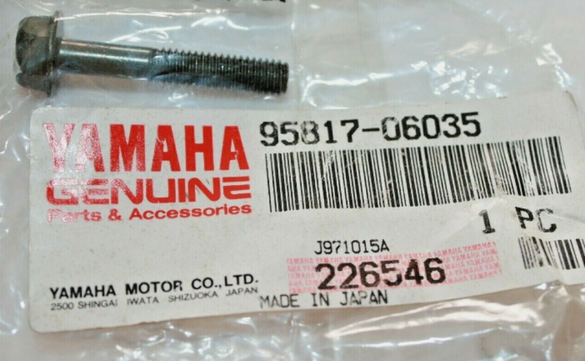 YAMAHA
GENUINE
Parts & Accessories
95817-06035
1 PC
J971015A
226546
YAMAHA MOTOR CO., LTD.
2500 SHINGAI IWATA SHIZUOKA JAPAN
MADE IN JAPAN